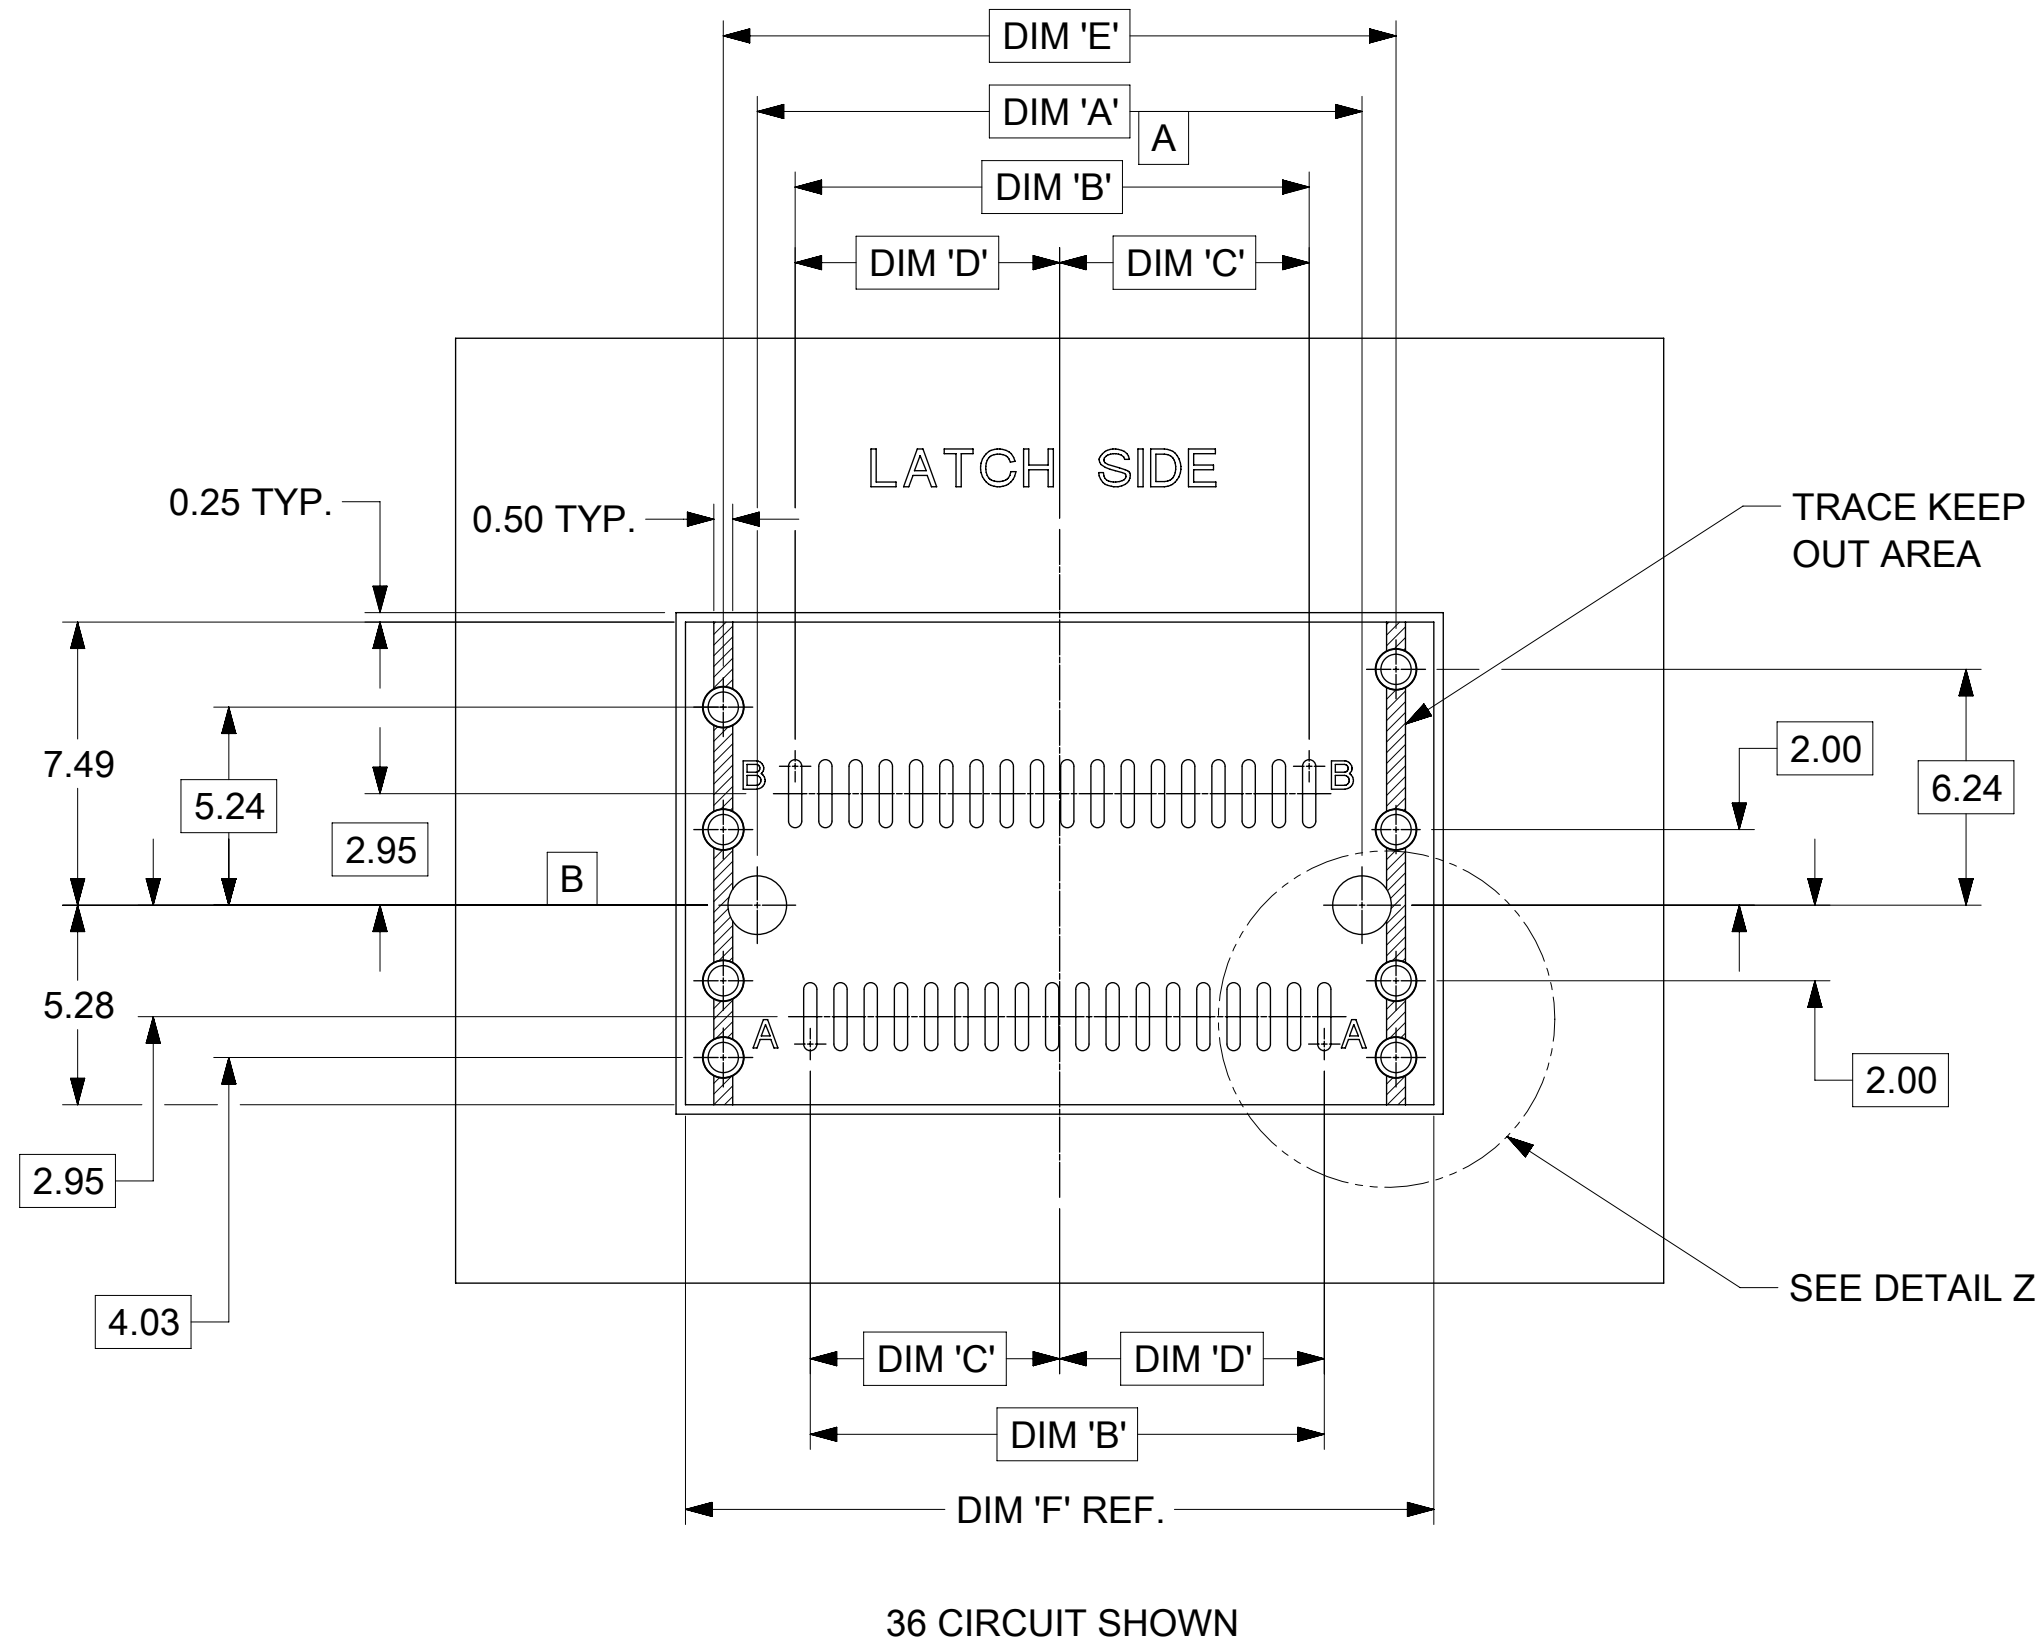 DIM 'E'
DIM 'A'
A
DIM 'B'
DIM 'D'
DIM 'C'
LATCH SIDE
0.25 TYP.
0.50 TYP.
TRACE KEEP
OUT AREA
7.49
5.24
2.95
B
B
B
2.00
6.24
5.28
A
A
2.00
2.95
4.03
SEE DETAIL Z
DIM 'C'
DIM 'D'
DIM 'B'
DIM 'F' REF.
36 CIRCUIT SHOWN